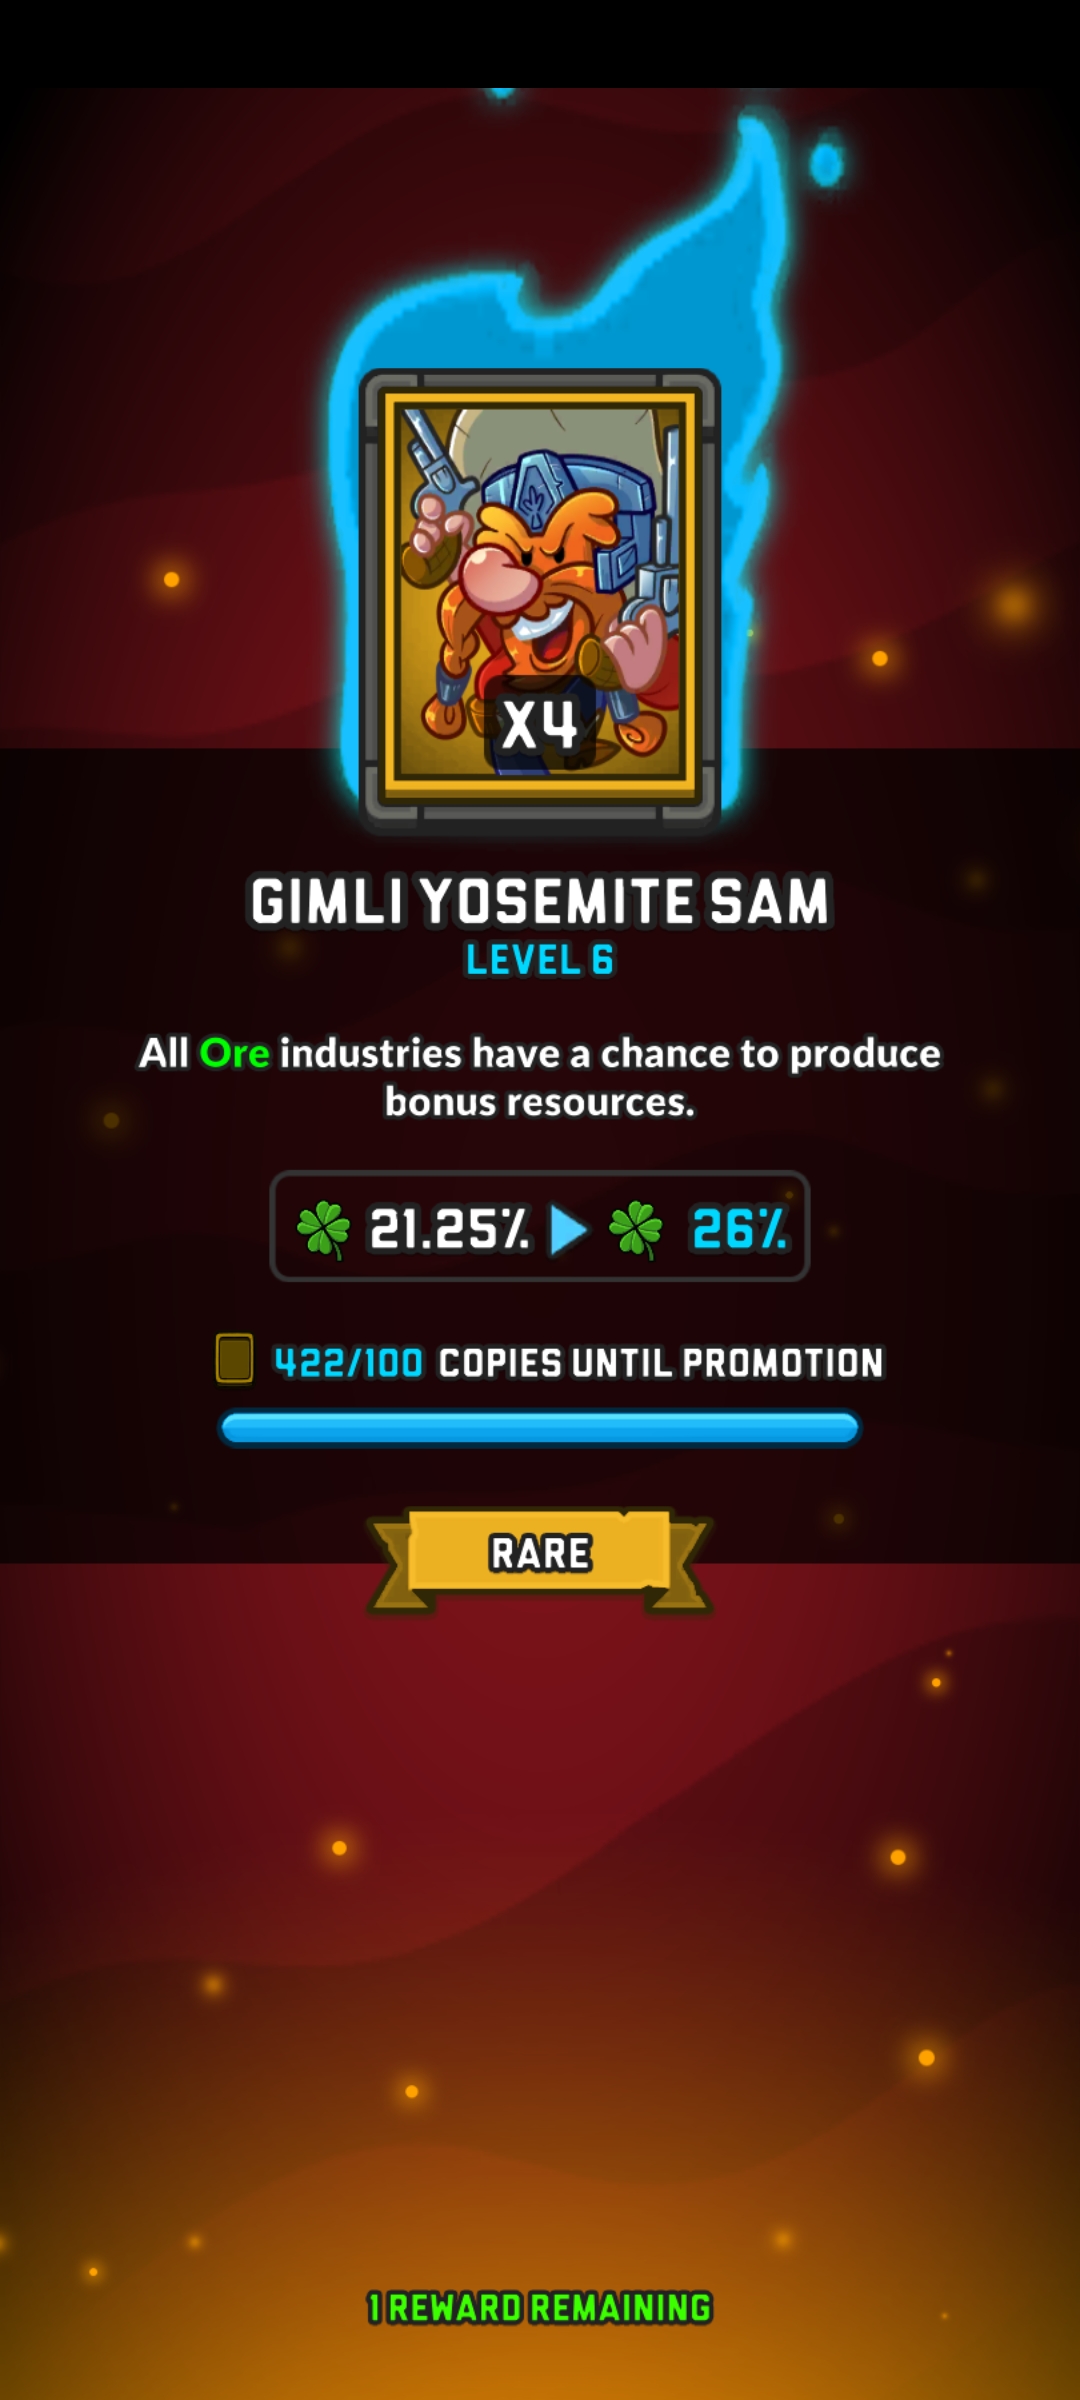 X4
GIMLI YOSEMITE SAM
LEVEL 6
All Ore industries have a chance to produce
bonus resources.
21.25% 26%
422/100 COPIES UNTIL PROMOTION
RARE
1 REWARD REMAINING